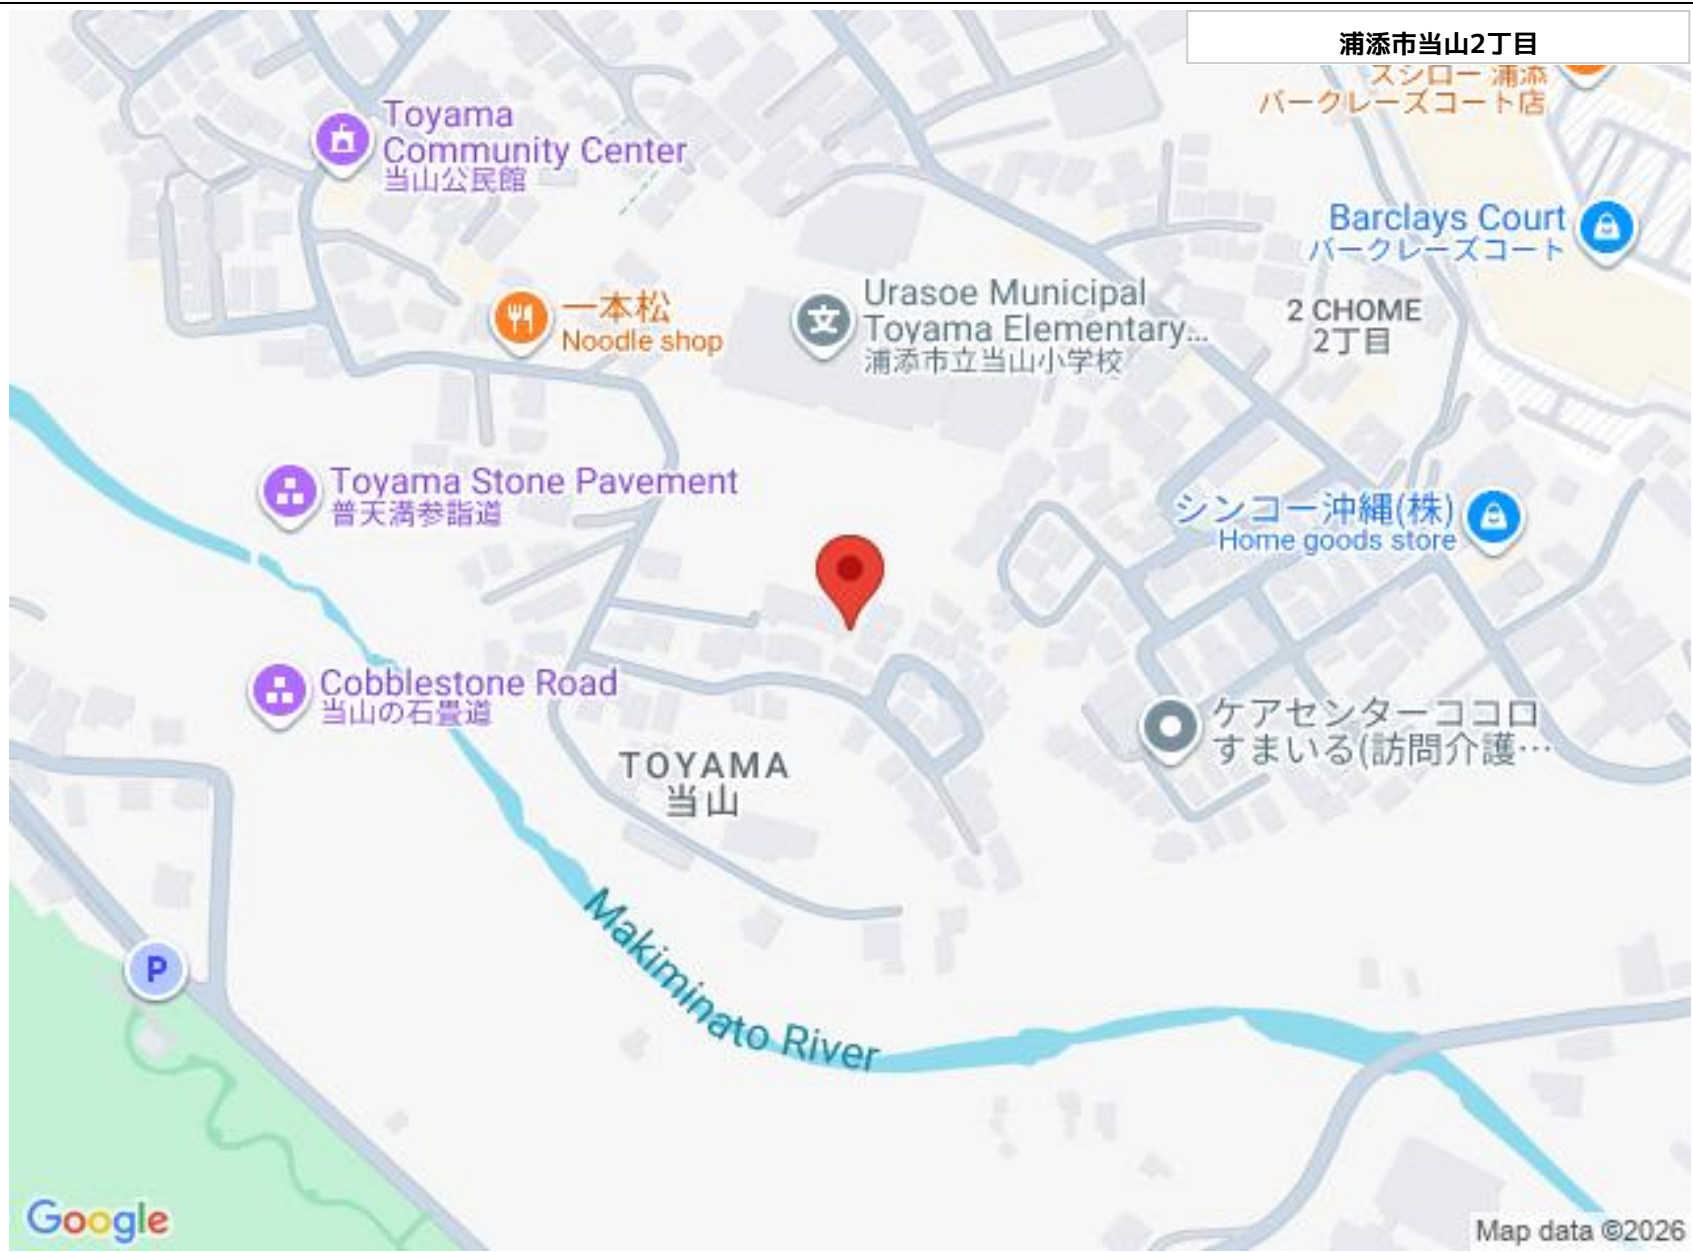 浦添市当山2丁目
スシロー 浦添
パークレーズコート店
Toyama
Community Center
当山公民館
Barclays Court
バークレーズコート
一本松
Noodle shop
Urasoe Municipal
Toyama Elementary...
浦添市立当山小学校
2 CHOME
2丁目
Toyama Stone Pavement
普天満参詣道
シンコー沖縄(株)
Home goods store
Cobblestone Road
当山の石畳道
ケアセンターココロ
すまいる(訪問介護…
TOYAMA
当山
P
Makiminato River
Google
Map data ©2026